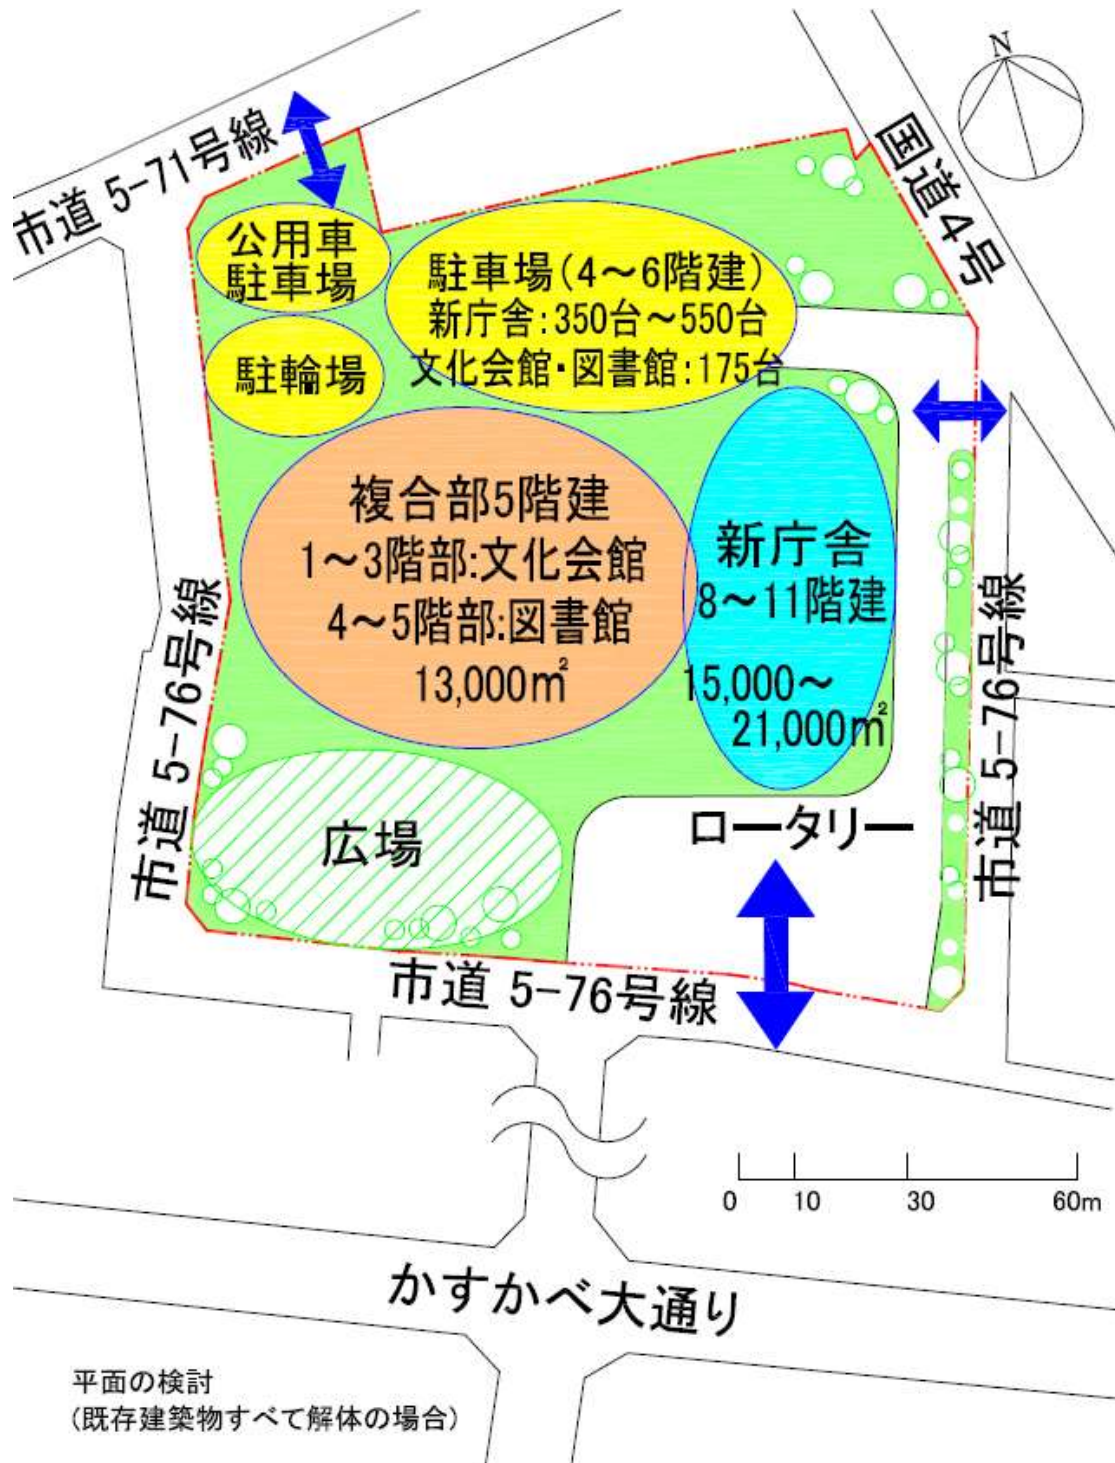 N
市道 5-71号線
国道4号
公用車
駐車場
駐車場(4～6階建)
新庁舎:350台～550台
文化会館・図書館:175台
駐輪場
複合部5階建
1～3階部:文化会館
4～5階部:図書館
13,000㎡
新庁舎
8～11階建
15,000～
21,000㎡
市道 5-76号線
市道 5-76号線
広場
ロータリー
市道 5-76号線
0 10 30 60m
かすかべ大通り
平面の検討
(既存建築物すべて解体の場合)